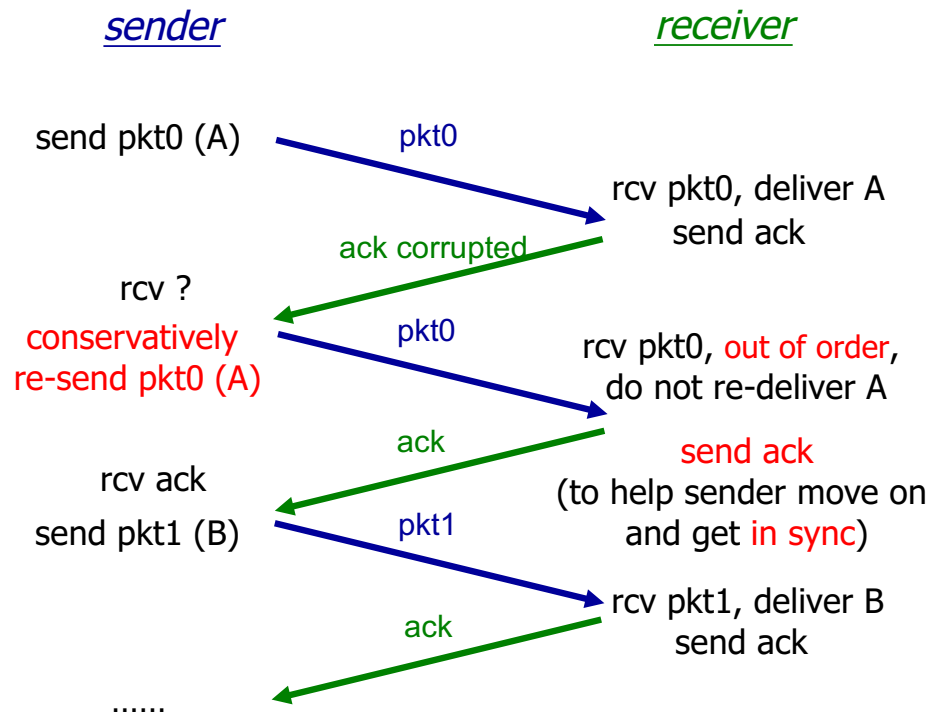 sender
receiver
send pkt0 (A)
pkt0
rcv pkt0, deliver A
send ack
ack corrupted
rcv ?
conservatively
re-send pkt0 (A)
pkt0
rcv pkt0, out of order,
do not re-deliver A
ack
send ack
(to help sender move on
and get in sync)
rcv ack
send pkt1 (B)
pkt1
rcv pkt1, deliver B
send ack
ack
......